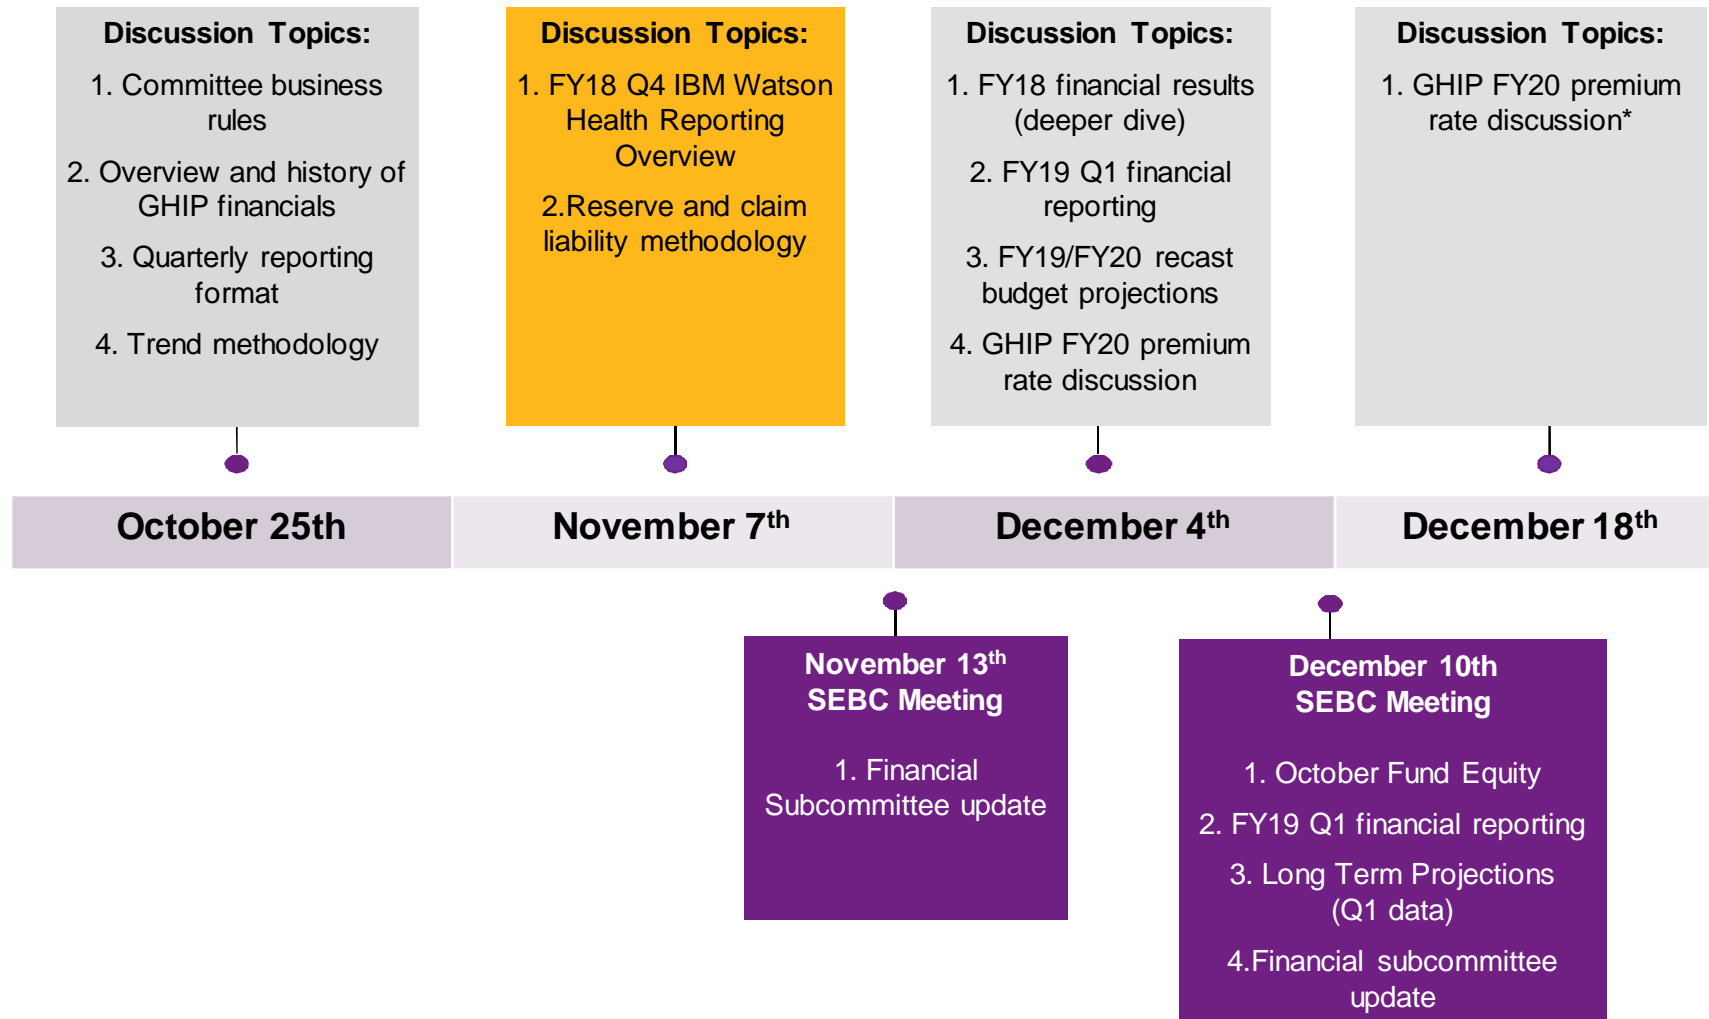 Discussion Topics:
1. Committee business
rules
2. Overview and history of
GHIP financials
3. Quarterly reporting
format
4. Trend methodology
Discussion Topics:
1. FY18 Q4 IBM Watson
Health Reporting
Overview
2.Reserve and claim
liability methodology
Discussion Topics:
1. FY18 financial results
(deeper dive)
2. FY19 Q1 financial
reporting
3. FY19/FY20 recast
budget projections
4. GHIP FY20 premium
rate discussion
Discussion Topics:
1. GHIP FY20 premium
rate discussion*
October 25th
November 7th
December 4th
December 18th
November 13th
SEBC Meeting
1. Financial
Subcommittee update
December 10th
SEBC Meeting
1. October Fund Equity
2. FY19 Q1 financial reporting
3. Long Term Projections
(Q1 data)
4.Financial subcommittee
update